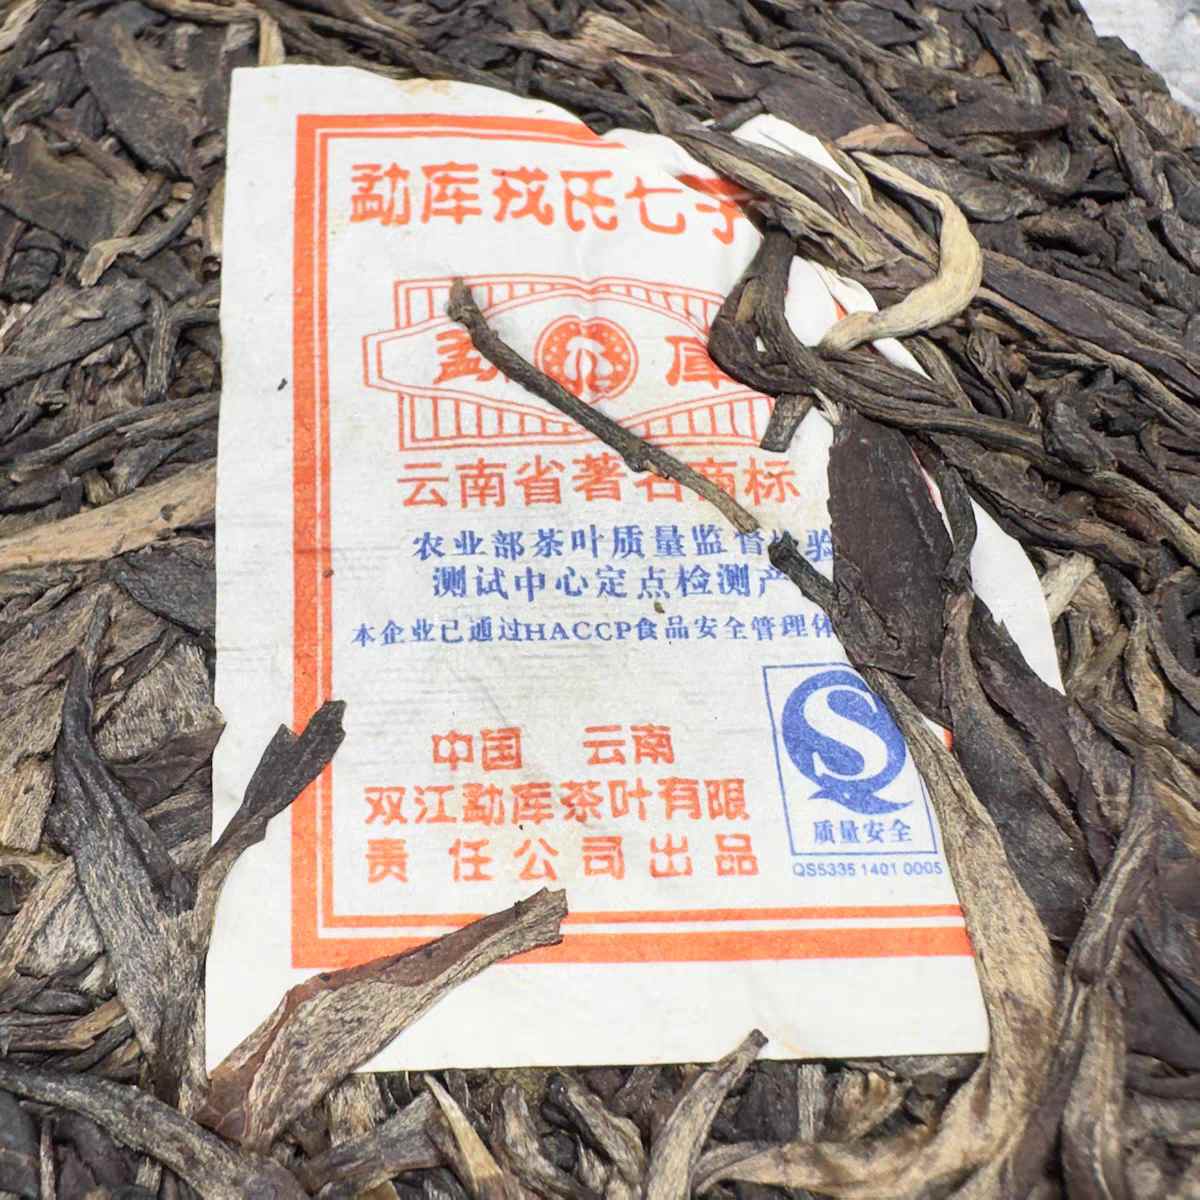 勐库戎氏七子
勐 库
云南省著名商标
农业部茶叶质量监督检验
测试中心定点检测产
本企业已通过HACCP食品安全管理体
中国 云南
双江勐库茶叶有限
责任公司出品
质量安全
QS5335 1401 0005